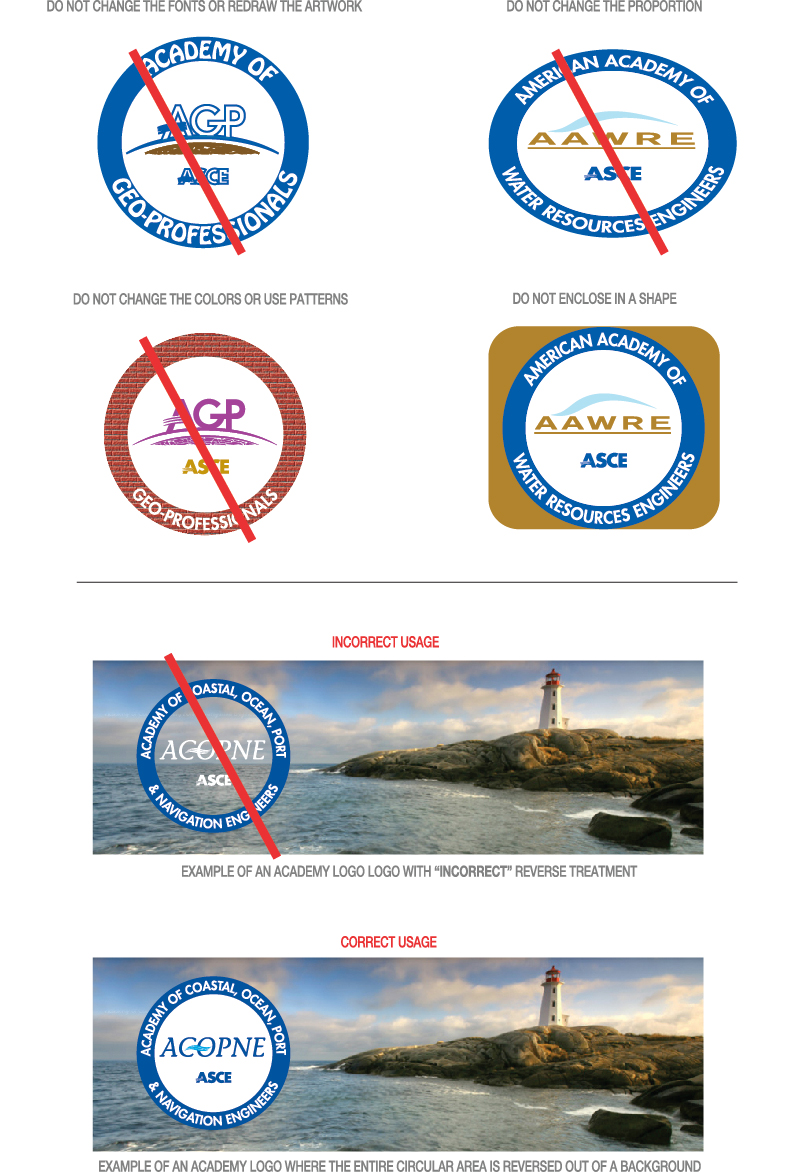 DO NOT CHANGE THE FONTS OR REDRAW THE ARTWORK
DO NOT CHANGE THE PROPORTION
ACADEMY OF
AGP
ASCE
GEO-PROFESSIONALS
AMERICAN ACADEMY OF
AAWRE
ASCE
WATER RESOURCES ENGINEERS
DO NOT CHANGE THE COLORS OR USE PATTERNS
DO NOT ENCLOSE IN A SHAPE
AGP
ASCE
GEO-PROFESSIONALS
AMERICAN ACADEMY OF
AAWRE
ASCE
WATER RESOURCES ENGINEERS
INCORRECT USAGE
ACADEMY OF COASTAL, OCEAN, PORT
ACOPNE
ASCE
& NAVIGATION ENGINEERS
EXAMPLE OF AN ACADEMY LOGO LOGO WITH “INCORRECT” REVERSE TREATMENT
CORRECT USAGE
ACADEMY OF COASTAL, OCEAN, PORT
ACOPNE
ASCE
& NAVIGATION ENGINEERS
EXAMPLE OF AN ACADEMY LOGO WHERE THE ENTIRE CIRCULAR AREA IS REVERSED OUT OF A BACKGROUND